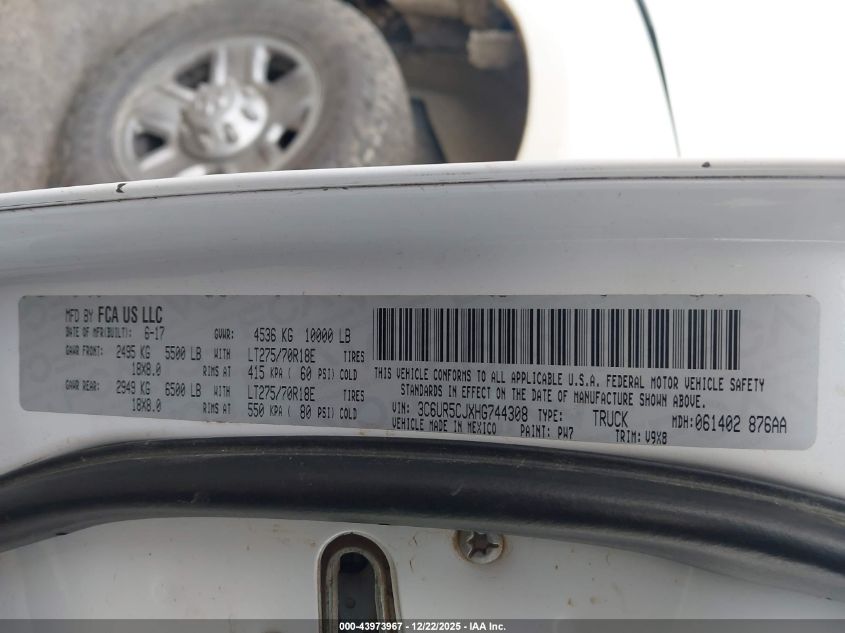 MFD BY FCA US LLC
DATE OF MFR(BUILT): 6-17 GVWR: 4536 KG 10000 LB
GAWR FRONT: 2495 KG 5500 LB WITH LT275/70R18E TIRES
18X8.0 RIMS AT 415 KPA ( 60 PSI) COLD
GAWR REAR: 2949 KG 6500 LB WITH LT275/70R18E TIRES
18X8.0 RIMS AT 550 KPA ( 80 PSI) COLD
THIS VEHICLE CONFORMS TO ALL APPLICABLE U.S.A. FEDERAL MOTOR VEHICLE SAFETY
STANDARDS IN EFFECT ON THE DATE OF MANUFACTURE SHOWN ABOVE.
VIN: 3C6UR5CJXHG744308 TYPE: TRUCK MDH:061402 876AA
VEHICLE MADE IN MEXICO PAINT: PW7 TRIM: V9X8
000-43973967 • 12/22/2025 - IAA Inc.